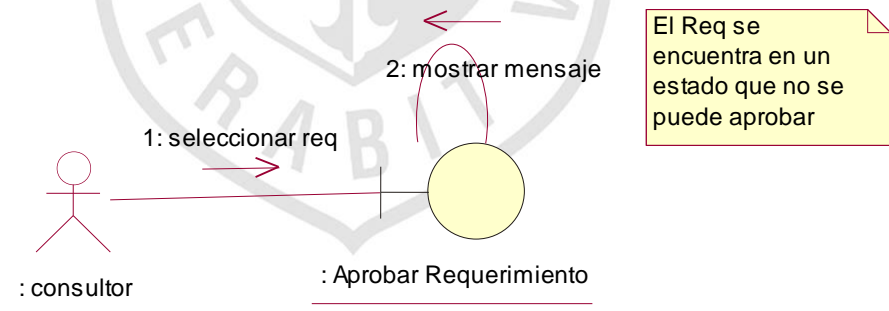 El Req se
encuentra en un
estado que no se
puede aprobar
2: mostrar mensaje
1: seleccionar req
: Aprobar Requerimiento
: consultor
ERABIT